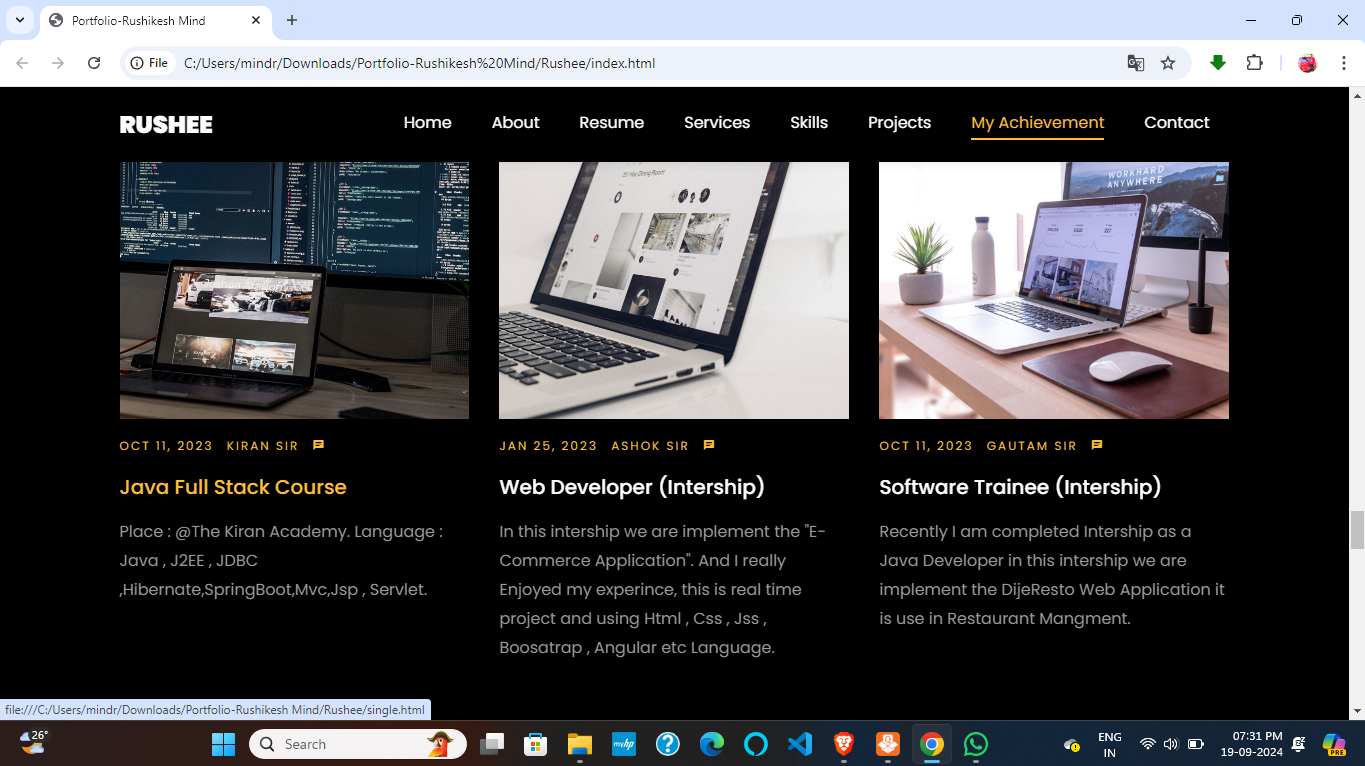 Portfolio-Rushikesh Mind
File
C:/Users/mindr/Downloads/Portfolio-Rushikesh%20Mind/Rushee/index.html
RUSHEE
Home About Resume Services Skills Projects My Achievement Contact
WORKHARD
ANYWHERE
OCT 11, 2023 KIRAN SIR
Java Full Stack Course
Place : @The Kiran Academy. Language :
Java , J2EE , JDBC
,Hibernate,SpringBoot,Mvc,Jsp , Servlet.
JAN 25, 2023 ASHOK SIR
Web Developer (Intership)
In this intership we are implement the "E-
Commerce Application". And I really
Enjoyed my experince, this is real time
project and using Html , Css , Jss ,
Boosatrap , Angular etc Language.
OCT 11, 2023 GAUTAM SIR
Software Trainee (Intership)
Recently I am completed Intership as a
Java Developer in this intership we are
implement the DijeResto Web Application it
is use in Restaurant Mangment.
file:///C:/Users/mindr/Downloads/Portfolio-Rushikesh Mind/Rushee/single.html
26°
Search
myhp
ENG
IN
07:31 PM
19-09-2024
PRE